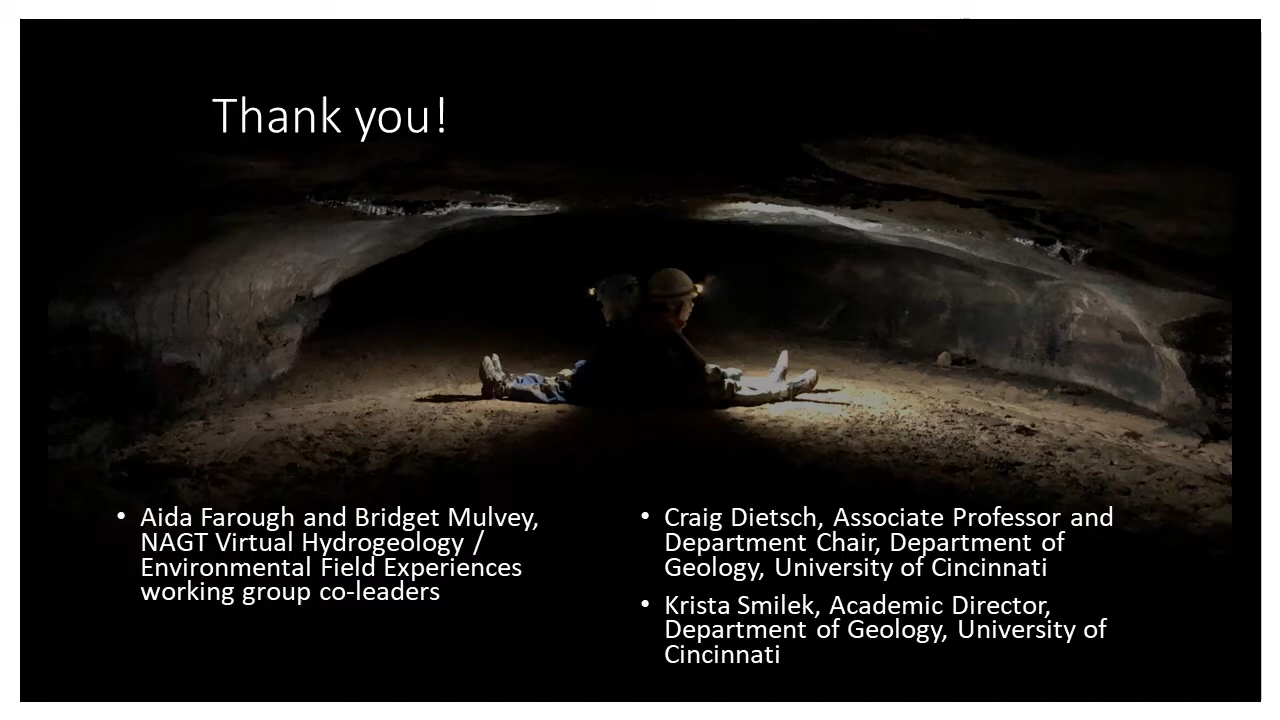 Thank you!
• Aida Farough and Bridget Mulvey,
NAGT Virtual Hydrogeology /
Environmental Field Experiences
working group co-leaders
• Craig Dietsch, Associate Professor and
Department Chair, Department of
Geology, University of Cincinnati
• Krista Smilek, Academic Director,
Department of Geology, University of
Cincinnati